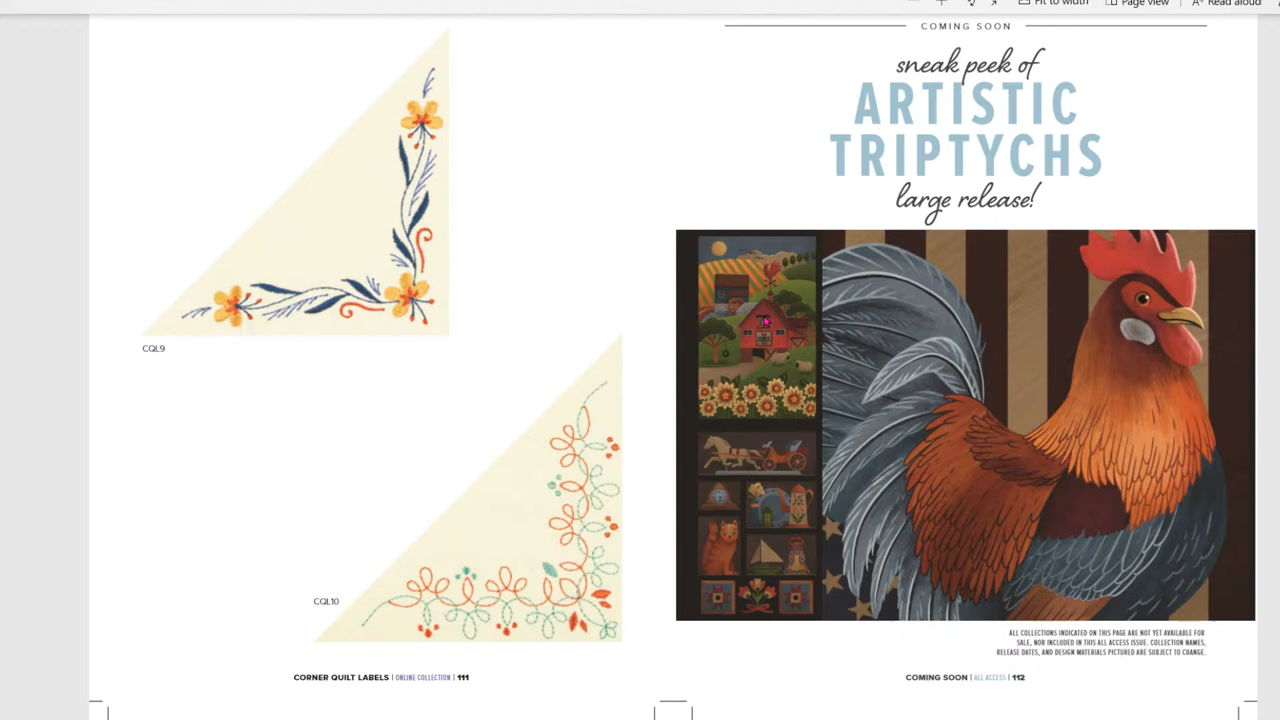 Fit to width
Page view
Read aloud
CQL9
CQL10
CORNER QUILT LABELS | ONLINE COLLECTION | 111
COMING SOON
sneak peek of
ARTISTIC
TRIPTYCHS
large release!
ALL COLLECTIONS INDICATED ON THIS PAGE ARE NOT YET AVAILABLE FOR
SALE, NOR INCLUDED IN THIS ALL ACCESS ISSUE. COLLECTION NAMES,
RELEASE DATES, AND DESIGN MATERIALS PICTURED ARE SUBJECT TO CHANGE.
COMING SOON | ALL ACCESS | 112